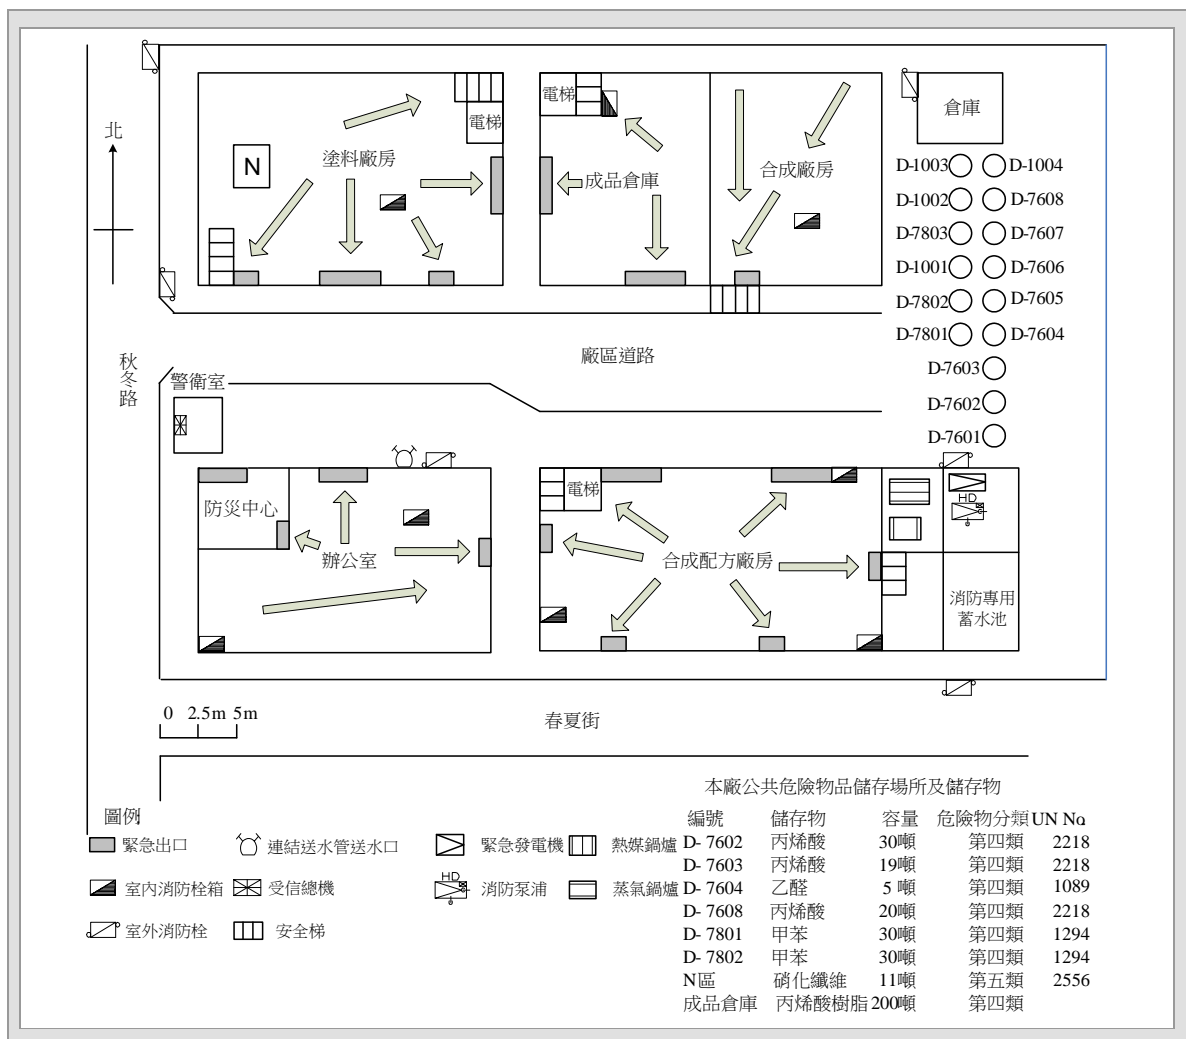 北
電梯
塗料廠房
N
電梯
成品倉庫
合成廠房
倉庫
D-1003
D-1004
D-1002
D-7608
D-7803
D-7607
D-1001
D-7606
D-7802
D-7605
D-7801
D-7604
D-7603
D-7602
D-7601
廠區道路
秋冬路
警衛室
防災中心
辦公室
電梯
合成配方廠房
HD
消防專用
蓄水池
0 2.5m 5m
春夏街
圖例
緊急出口
連結送水管送水口
緊急發電機
熱媒鍋爐
室內消防栓箱
受信總機
HD
消防泵浦
蒸氣鍋爐
室外消防栓
安全梯
本廠公共危險物品儲存場所及儲存物
編號 儲存物 容量 危險物分類 UN No.
D- 7602 丙烯酸 30噸 第四類 2218
D- 7603 丙烯酸 19噸 第四類 2218
D- 7604 乙醛 5 噸 第四類 1089
D- 7608 丙烯酸 20噸 第四類 2218
D- 7801 甲苯 30噸 第四類 1294
D- 7802 甲苯 30噸 第四類 1294
N區 硝化纖維 11噸 第五類 2556
成品倉庫 丙烯酸樹脂 200噸 第四類